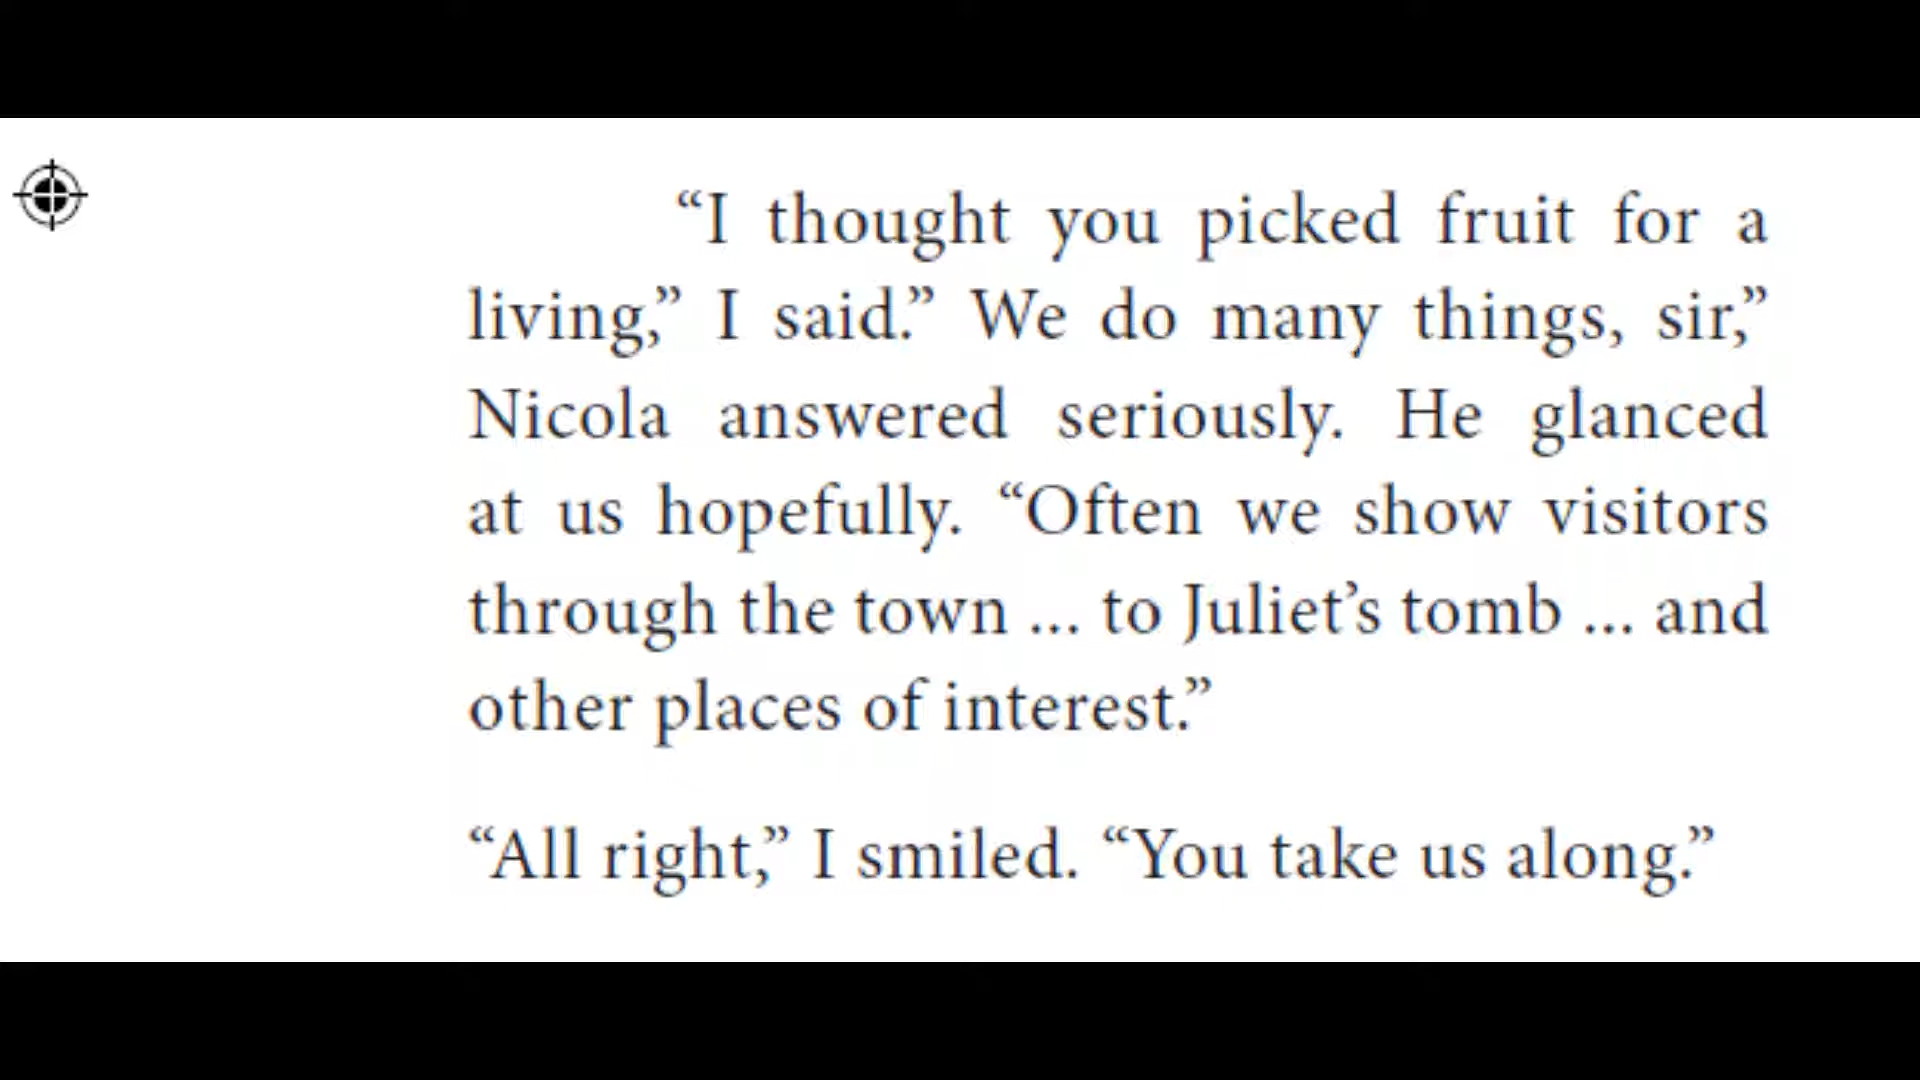 “I thought you picked fruit for a
living,” I said.” We do many things, sir,”
Nicola answered seriously. He glanced
at us hopefully. “Often we show visitors
through the town ... to Juliet’s tomb ... and
other places of interest.”
“All right,” I smiled. “You take us along.”